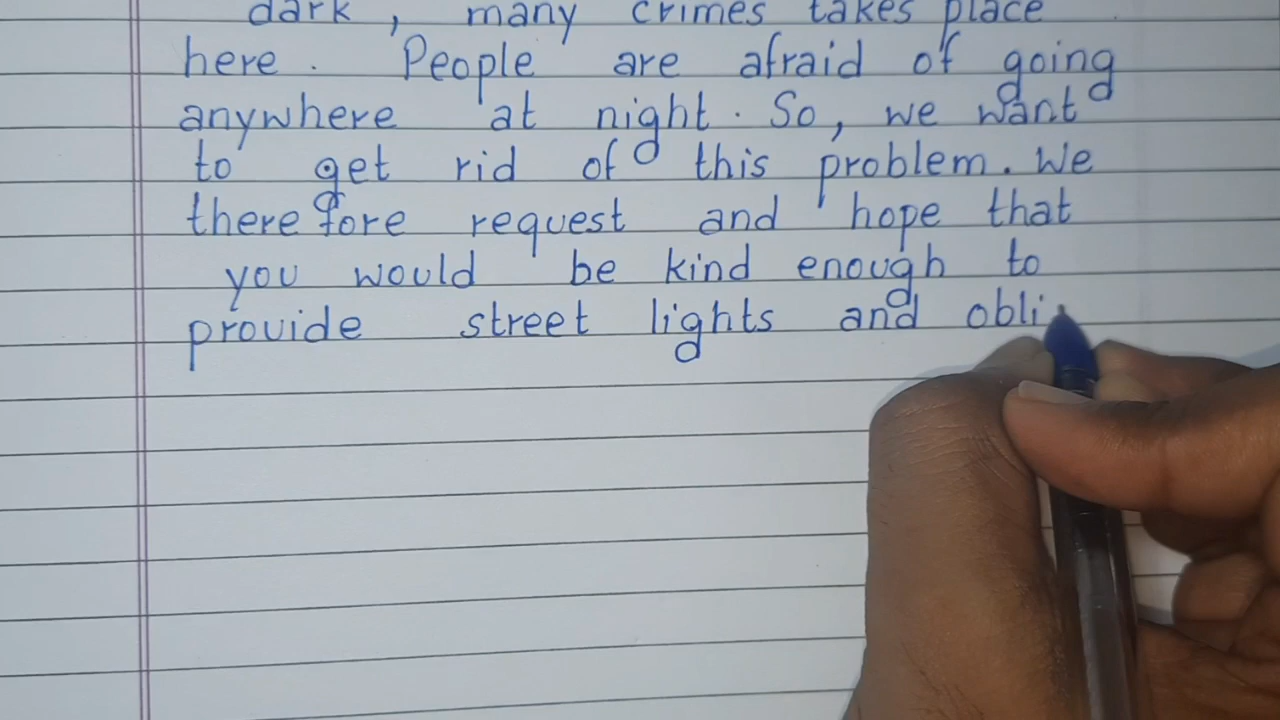 dark, many crimes takes place
here. People are afraid of going
anywhere at night. So, we want
to get rid of this problem. We
therefore request and hope that
you would be kind enough to
provide street lights and obli